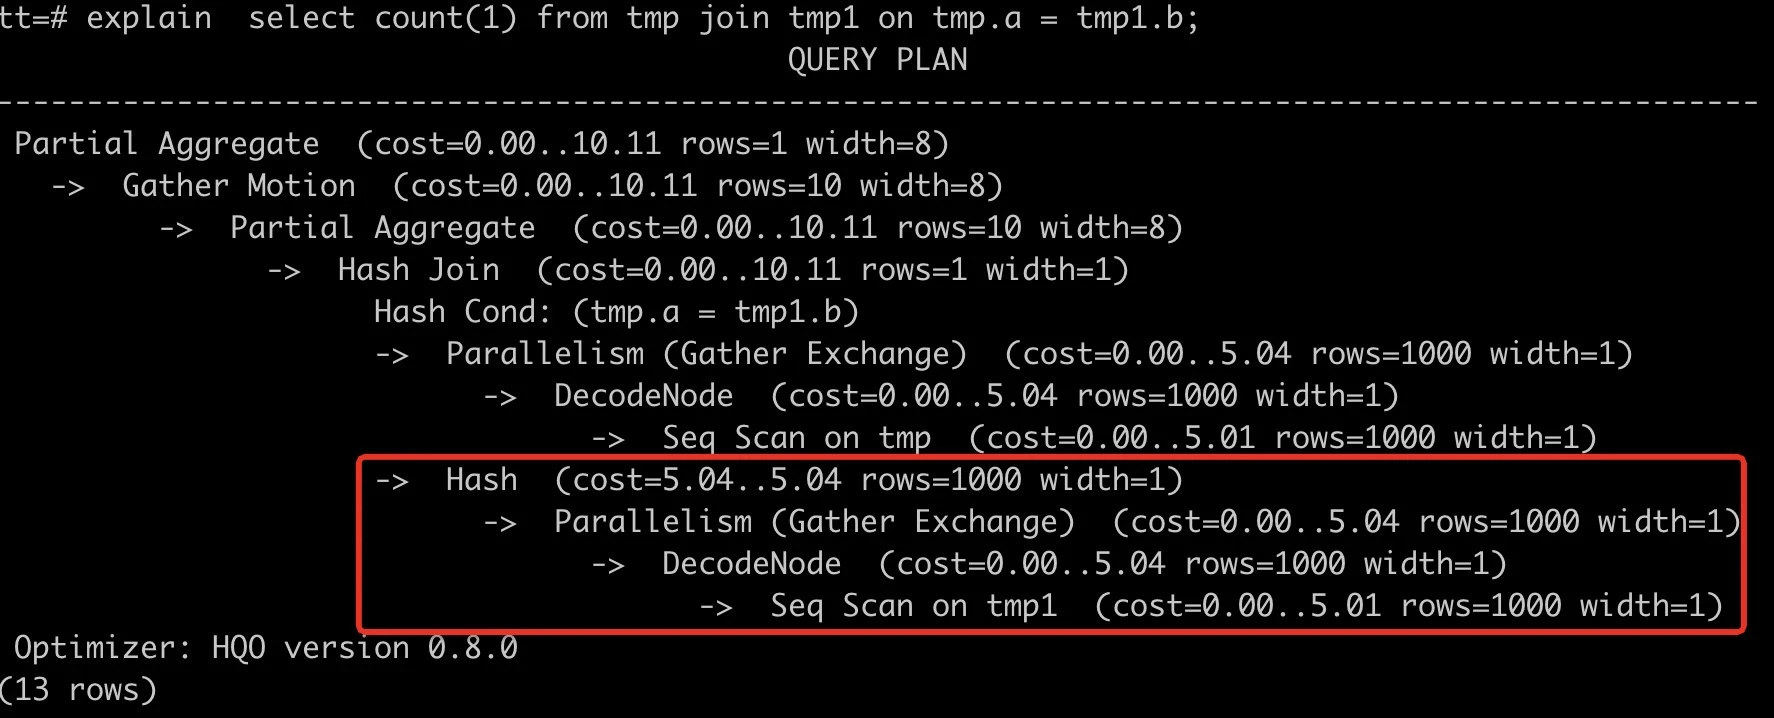 tt=# explain  select count(1) from tmp join tmp1 on tmp.a = tmp1.b;
QUERY PLAN
-------------------------------------------------------------------------------------------------
Partial Aggregate  (cost=0.00..10.11 rows=1 width=8)
->  Gather Motion  (cost=0.00..10.11 rows=10 width=8)
->  Partial Aggregate  (cost=0.00..10.11 rows=10 width=8)
->  Hash Join  (cost=0.00..10.11 rows=1 width=1)
Hash Cond: (tmp.a = tmp1.b)
->  Parallelism (Gather Exchange)  (cost=0.00..5.04 rows=1000 width=1)
->  DecodeNode  (cost=0.00..5.04 rows=1000 width=1)
->  Seq Scan on tmp  (cost=0.00..5.01 rows=1000 width=1)
->  Hash  (cost=5.04..5.04 rows=1000 width=1)
->  Parallelism (Gather Exchange)  (cost=0.00..5.04 rows=1000 width=1)
->  DecodeNode  (cost=0.00..5.04 rows=1000 width=1)
->  Seq Scan on tmp1  (cost=0.00..5.01 rows=1000 width=1)
Optimizer: HQO version 0.8.0
(13 rows)